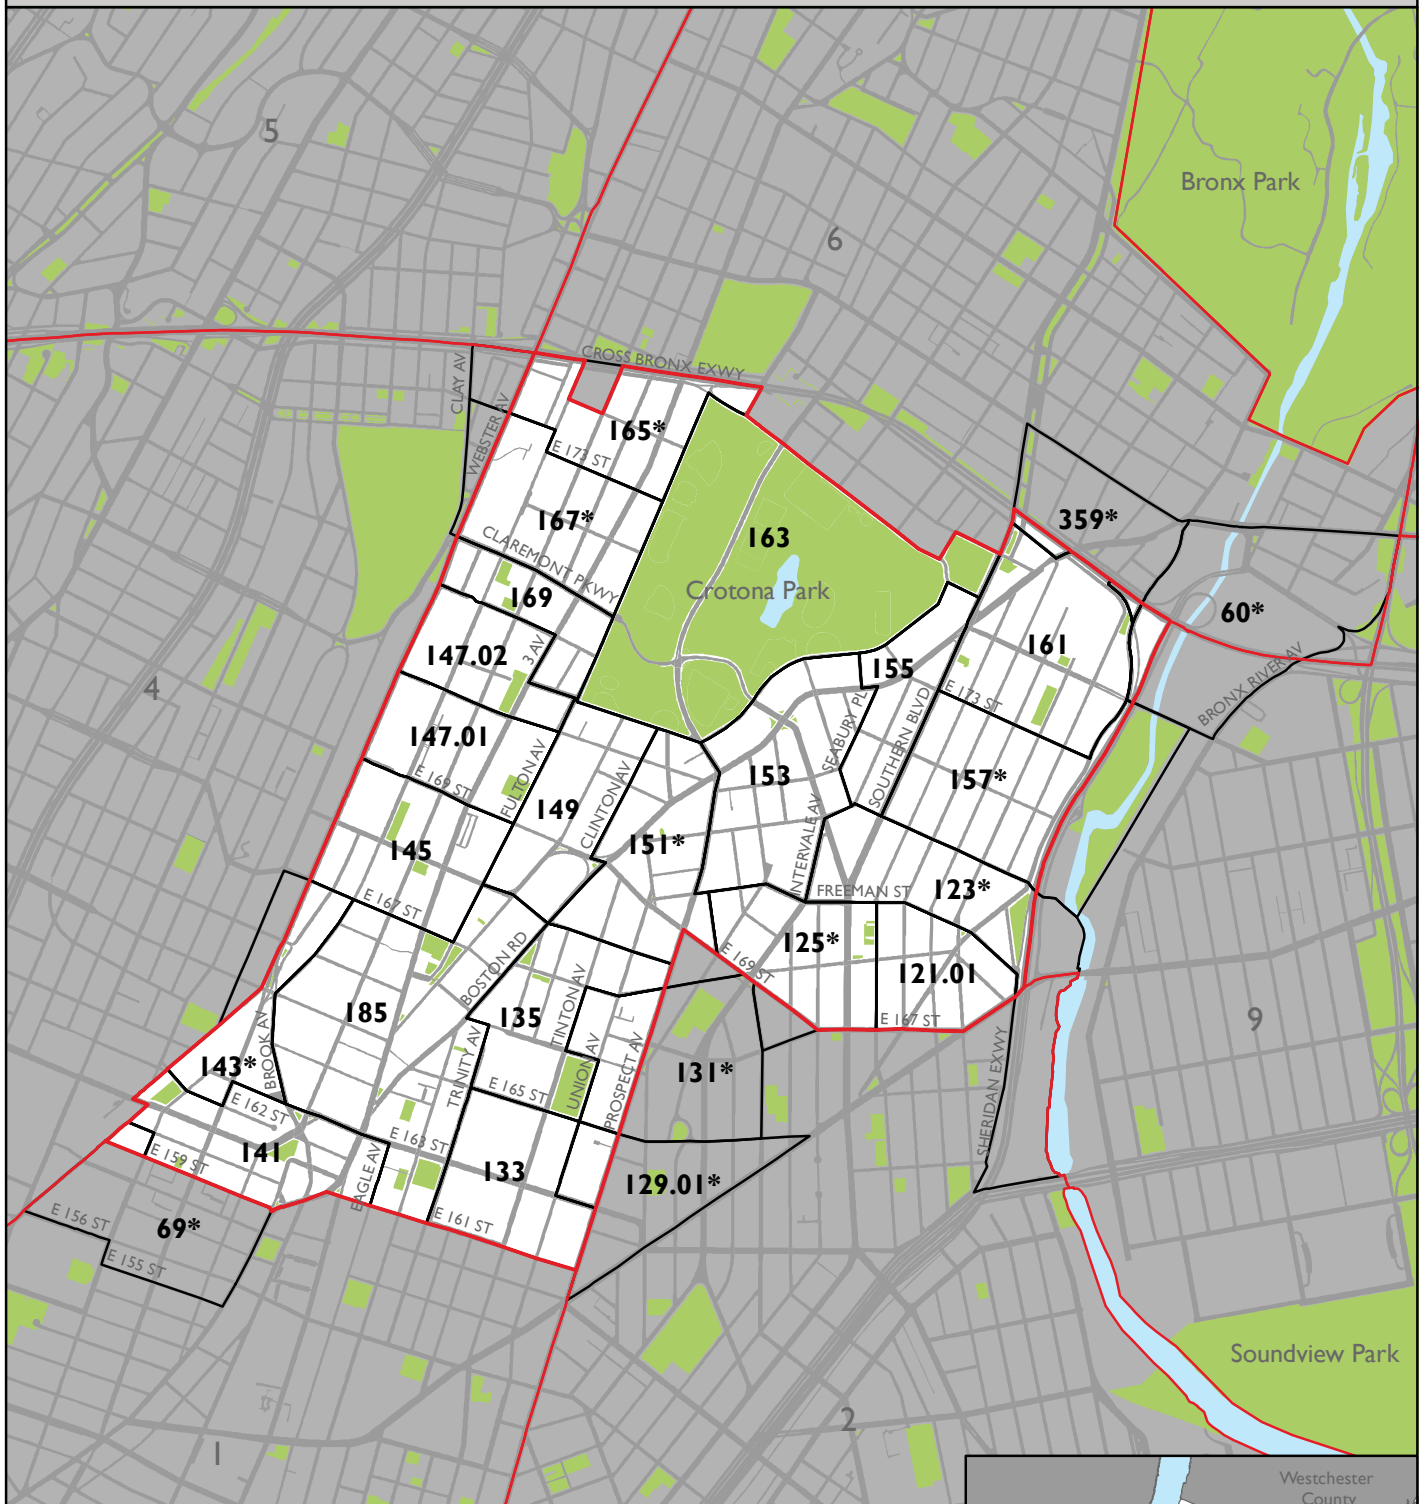 5
Bronx Park
6
CROSS BRONX EXWY
CLAY AV
WEBSTER AV
165*
E 173 ST
167*
359*
163
CLAREMONT PKWY
Crotona Park
169
60*
161
3 AV
147.02
155
4
E 173 ST
BRONX RIVER AV
SEABURY PL
SOUTHERN BLVD
147.01
E 169 ST
FULTON AV
153
157*
149
CLINTON AV
INTERVALE AV
151*
145
FREEMAN ST
123*
E 167 ST
125*
E 169 ST
BOSTON RD
121.01
185
135
TINTON AV
E 167 ST
9
BROOK AV
143*
TRINITY AV
UNION AV
PROSPECT AV
131*
SHERIDAN EXWY
E 165 ST
E 162 ST
E 163 ST
141
E 159 ST
EAGLE AV
133
129.01*
E 156 ST
69*
E 161 ST
E 155 ST
Soundview Park
2
1
Westchester
County